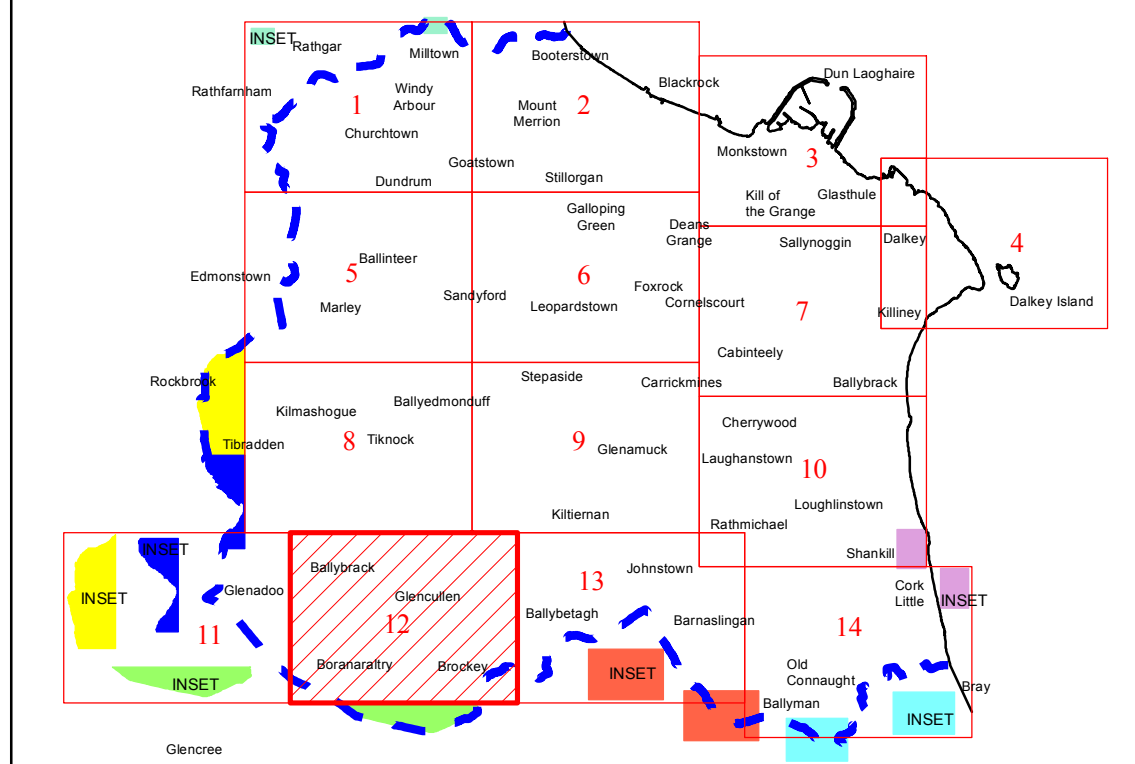 INSET
Rathgar
Milltown
Booterstown
Rathfarnham
Windy
Arbour
1
Churchtown
Mount
Merrion
2
Blackrock
Dun Laoghaire
Goatstown
Dundrum
Stillorgan
Monkstown
3
Kill of
the Grange
Glasthule
Galloping
Green
Deans
Grange
Sallynoggin
Dalkey
4
Edmonstown
5
Ballinteer
6
Marley
Sandyford
Leopardstown
Foxrock
Cornelscourt
7
Killiney
Dalkey Island
Cabinteely
Rockbrook
Stepaside
Carrickmines
Ballybrack
Kilmashogue
Ballyedmonduff
Tibradden
8
Tiknock
9
Glenamuck
Cherrywood
Laughanstown
10
Loughlinstown
Kiltiernan
Rathmichael
Shankill
INSET
INSET
Glenadoo
11
INSET
Ballybrack
Glencullen
12
Boranaraltry
Brockey
13
Johnstown
Ballybetagh
Barnaslingan
INSET
Cork
Little
INSET
14
Old
Connaught
Ballyman
Bray
INSET
Glencree